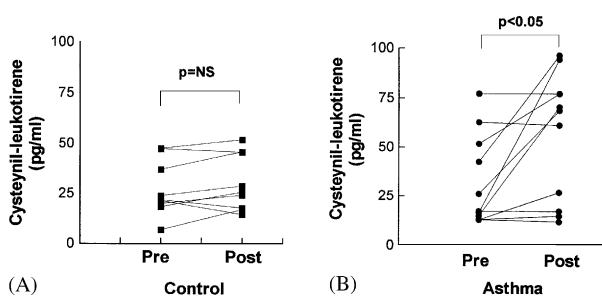 100
75
50
25
0
Cysteynil-leukotirene
(pg/ml)
p=NS
Pre
Post
(A)
Control
100
75
50
25
0
Cysteynil-leukotirene
(pg/ml)
p<0.05
Pre
Post
(B)
Asthma